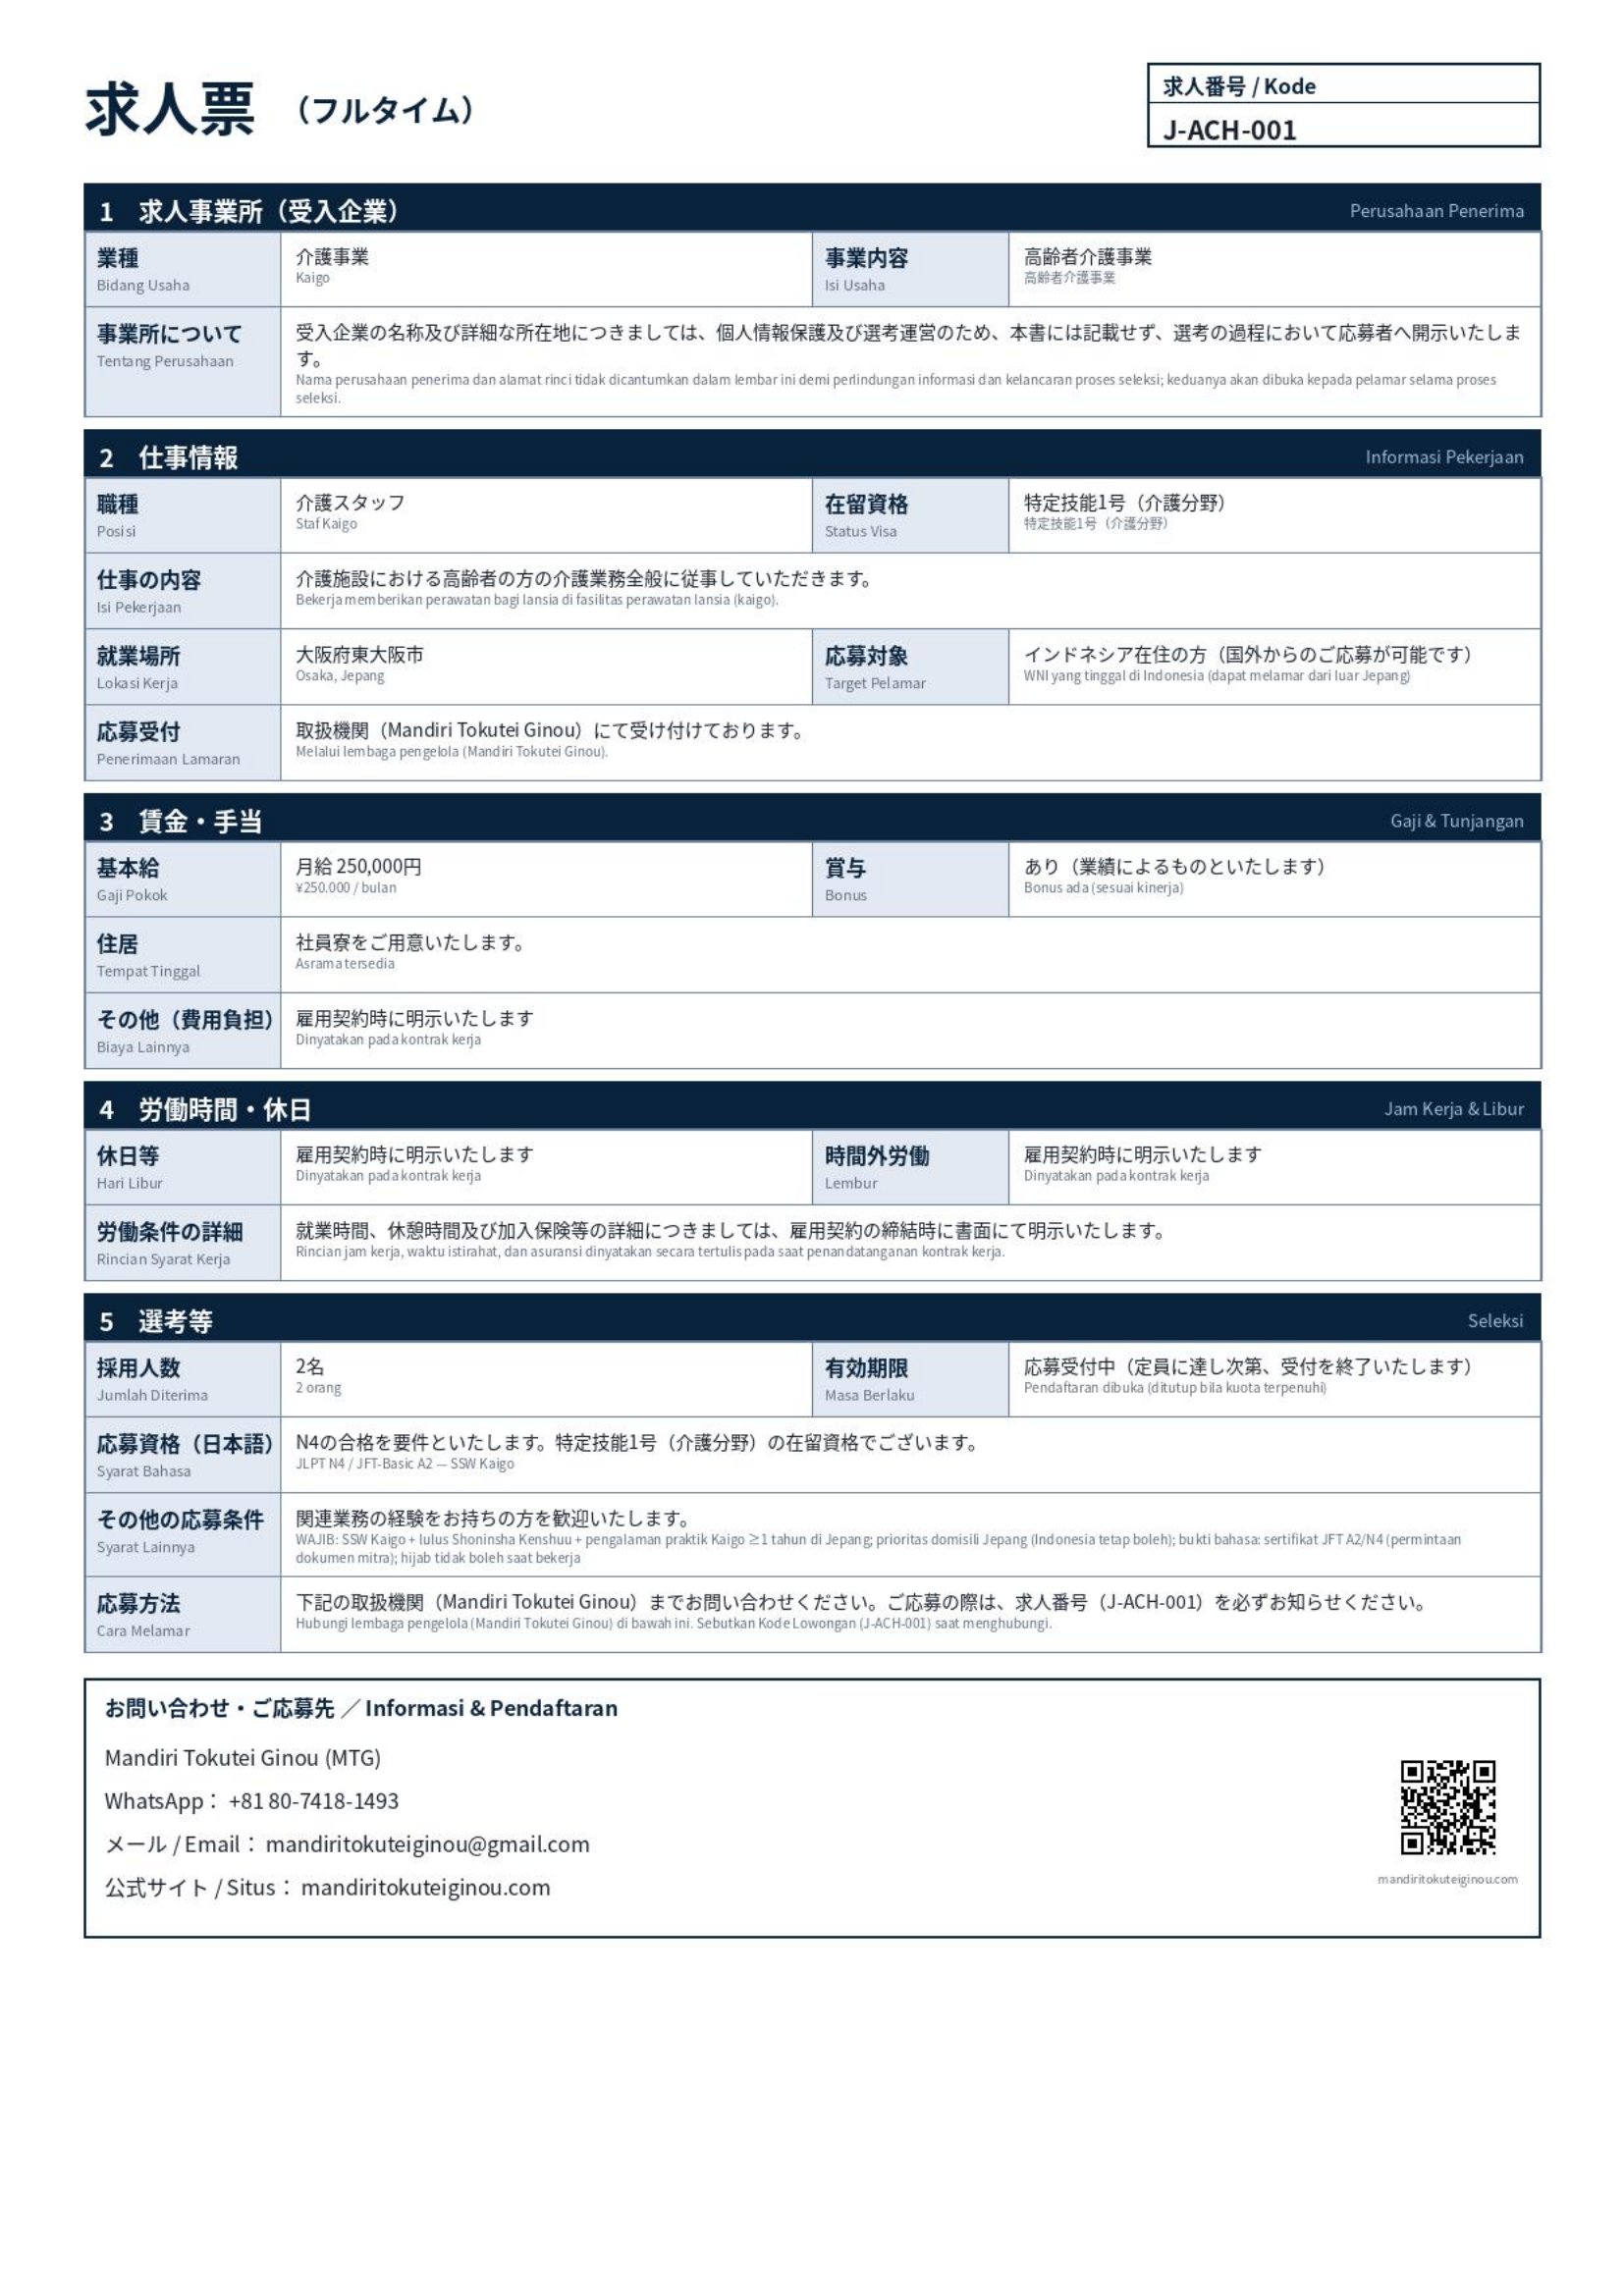 求人票 （フルタイム）
求人番号 / Kode
J-ACH-001
1 求人事業所（受入企業） Perusahaan Penerima
業種 介護事業 事業内容 高齢者介護事業
Bidang Usaha Kaigo Isi Usaha 高齢者介護事業
事業所について 受入企業の名称及び詳細な所在地につきましては、個人情報保護及び選考運営のため、本書には記載せず、選考の過程において応募者へ開示いたしま
す。
Tentang Perusahaan
Nama perusahaan penerima dan alamat rinci tidak dicantumkan dalam lembar ini demi perlindungan informasi dan kelancaran proses seleksi; keduanya akan dibuka kepada pelamar selama proses
seleksi.
2 仕事情報 Informasi Pekerjaan
職種 介護スタッフ 在留資格 特定技能1号（介護分野）
Posisi Staf Kaigo Status Visa 特定技能1号（介護分野）
仕事の内容 介護施設における高齢者の方の介護業務全般に従事していただきます。
Isi Pekerjaan Bekerja memberikan perawatan bagi lansia di fasilitas perawatan lansia (kaigo).
就業場所 大阪府東大阪市 応募対象 インドネシア在住の方（国外からのご応募が可能です）
Lokasi Kerja Osaka, Jepang Target Pelamar WNI yang tinggal di Indonesia (dapat melamar dari luar Jepang)
応募受付 取扱機関（Mandiri Tokutei Ginou）にて受け付けております。
Penerimaan Lamaran Melalui lembaga pengelola (Mandiri Tokutei Ginou).
3 賃金・手当 Gaji & Tunjangan
基本給 月給 250,000円 賞与 あり（業績によるものといたします）
Gaji Pokok ¥250.000 / bulan Bonus Bonus ada (sesuai kinerja)
住居 社員寮をご用意いたします。
Tempat Tinggal Asrama tersedia
その他（費用負担） 雇用契約時に明示いたします
Biaya Lainnya Dinyatakan pada kontrak kerja
4 労働時間・休日 Jam Kerja & Libur
休日等 雇用契約時に明示いたします 時間外労働 雇用契約時に明示いたします
Hari Libur Dinyatakan pada kontrak kerja Lembur Dinyatakan pada kontrak kerja
労働条件の詳細 就業時間、休憩時間及び加入保険等の詳細につきましては、雇用契約の締結時に書面にて明示いたします。
Rincian Syarat Kerja Rincian jam kerja, waktu istirahat, dan asuransi dinyatakan secara tertulis pada saat penandatanganan kontrak kerja.
5 選考等 Seleksi
採用人数 2名 有効期限 応募受付中（定員に達し次第、受付を終了いたします）
Jumlah Diterima 2 orang Masa Berlaku Pendaftaran dibuka (ditutup bila kuota terpenuhi)
応募資格（日本語） N4の合格を要件といたします。特定技能1号（介護分野）の在留資格でございます。
Syarat Bahasa JLPT N4 / JFT-Basic A2 — SSW Kaigo
その他の応募条件 関連業務の経験をお持ちの方を歓迎いたします。
Syarat Lainnya WAJIB: SSW Kaigo + lulus Shoninsha Kenshuu + pengalaman praktik Kaigo ≥1 tahun di Jepang; prioritas domisili Jepang (Indonesia tetap boleh); bukti bahasa: sertifikat JFT A2/N4 (permintaan
dokumen mitra); hijab tidak boleh saat bekerja
応募方法 下記の取扱機関（Mandiri Tokutei Ginou）までお問い合わせください。ご応募の際は、求人番号（J-ACH-001）を必ずお知らせください。
Cara Melamar Hubungi lembaga pengelola (Mandiri Tokutei Ginou) di bawah ini. Sebutkan Kode Lowongan (J-ACH-001) saat menghubungi.
お問い合わせ・ご応募先 ／ Informasi & Pendaftaran
Mandiri Tokutei Ginou (MTG)
WhatsApp： +81 80-7418-1493
メール / Email： mandiritokuteiginou@gmail.com
公式サイト / Situs： mandiritokuteiginou.com
mandiritokuteiginou.com